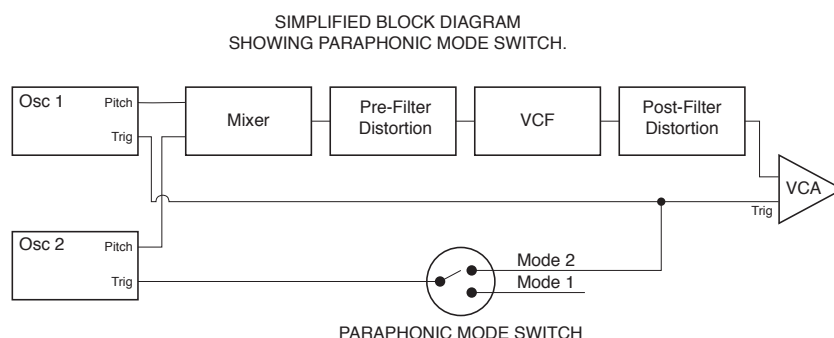 SIMPLIFIED BLOCK DIAGRAM
SHOWING PARAPHONIC MODE SWITCH.
Osc 1
Pitch
Trig
Mixer
Pre-Filter
Distortion
VCF
Post-Filter
Distortion
VCA
Trig
Osc 2
Pitch
Trig
Mode 2
Mode 1
PARAPHONIC MODE SWITCH